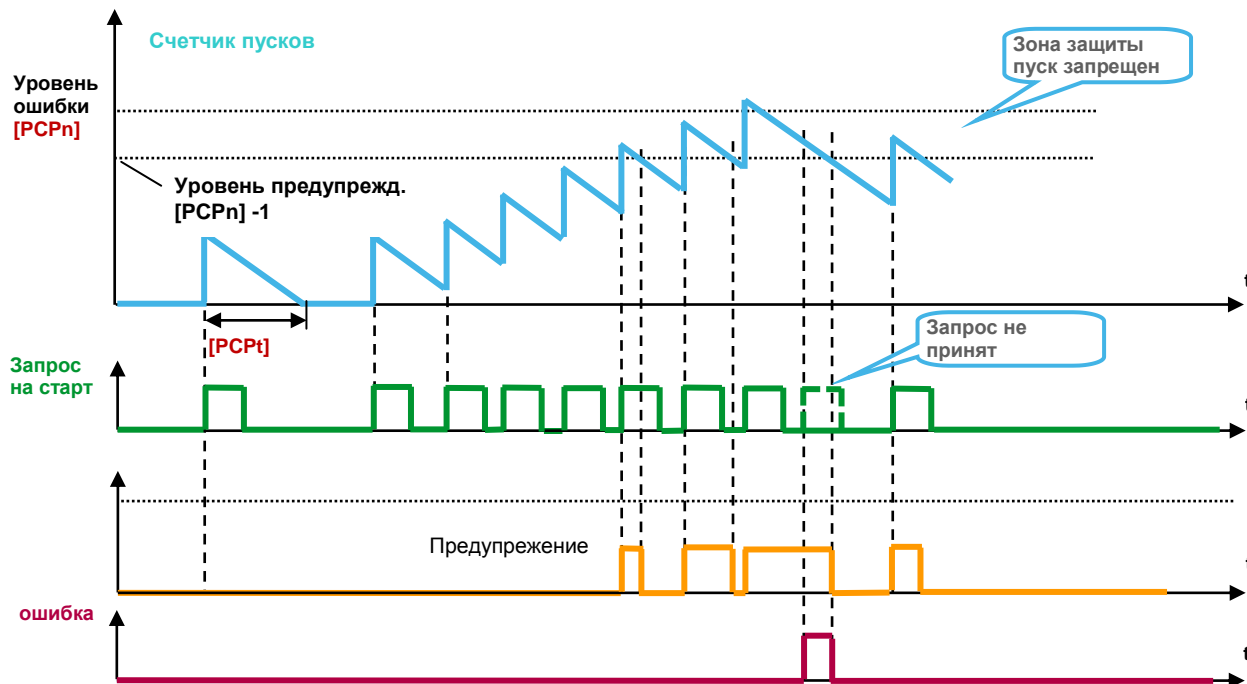 Счетчик пусков
Зона защиты
пуск запрещен
Уровень
ошибки
[PCPn]
Уровень предупрежд.
[PCPn] -1
t
[PCPt]
Запрос не
принят
Запрос
на старт
t
Предупрежение
t
ошибка
t